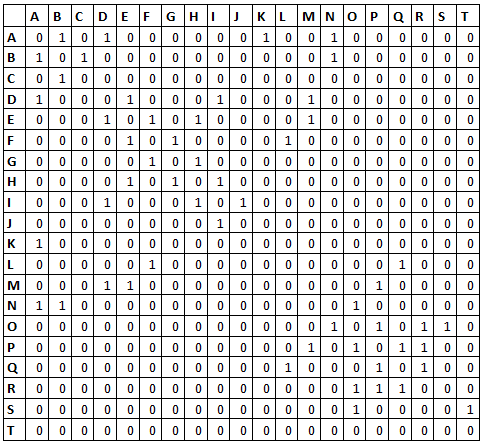 A B C D E F G H I J K L M N O P Q R S T
A 0 1 0 1 0 0 0 0 0 0 1 0 0 1 0 0 0 0 0 0
B 1 0 1 0 0 0 0 0 0 0 0 0 0 1 0 0 0 0 0 0
C 0 1 0 0 0 0 0 0 0 0 0 0 0 0 0 0 0 0 0 0
D 1 0 0 0 1 0 0 0 1 0 0 0 1 0 0 0 0 0 0 0
E 0 0 0 1 0 1 0 1 0 0 0 0 1 0 0 0 0 0 0 0
F 0 0 0 0 1 0 1 0 0 0 0 1 0 0 0 0 0 0 0 0
G 0 0 0 0 0 1 0 1 0 0 0 0 0 0 0 0 0 0 0 0
H 0 0 0 0 1 0 1 0 1 0 0 0 0 0 0 0 0 0 0 0
I 0 0 0 1 0 0 0 1 0 1 0 0 0 0 0 0 0 0 0 0
J 0 0 0 0 0 0 0 0 1 0 0 0 0 0 0 0 0 0 0 0
K 1 0 0 0 0 0 0 0 0 0 0 0 0 0 0 0 0 0 0 0
L 0 0 0 0 0 1 0 0 0 0 0 0 0 0 0 0 1 0 0 0
M 0 0 0 1 1 0 0 0 0 0 0 0 0 0 0 1 0 0 0 0
N 1 1 0 0 0 0 0 0 0 0 0 0 0 0 1 0 0 0 0 0
O 0 0 0 0 0 0 0 0 0 0 0 0 0 1 0 1 0 1 1 0
P 0 0 0 0 0 0 0 0 0 0 0 0 1 0 1 0 1 1 0 0
Q 0 0 0 0 0 0 0 0 0 0 0 1 0 0 0 1 0 1 0 0
R 0 0 0 0 0 0 0 0 0 0 0 0 0 0 1 1 1 0 0 0
S 0 0 0 0 0 0 0 0 0 0 0 0 0 0 1 0 0 0 0 1
T 0 0 0 0 0 0 0 0 0 0 0 0 0 0 0 0 0 0 0 0